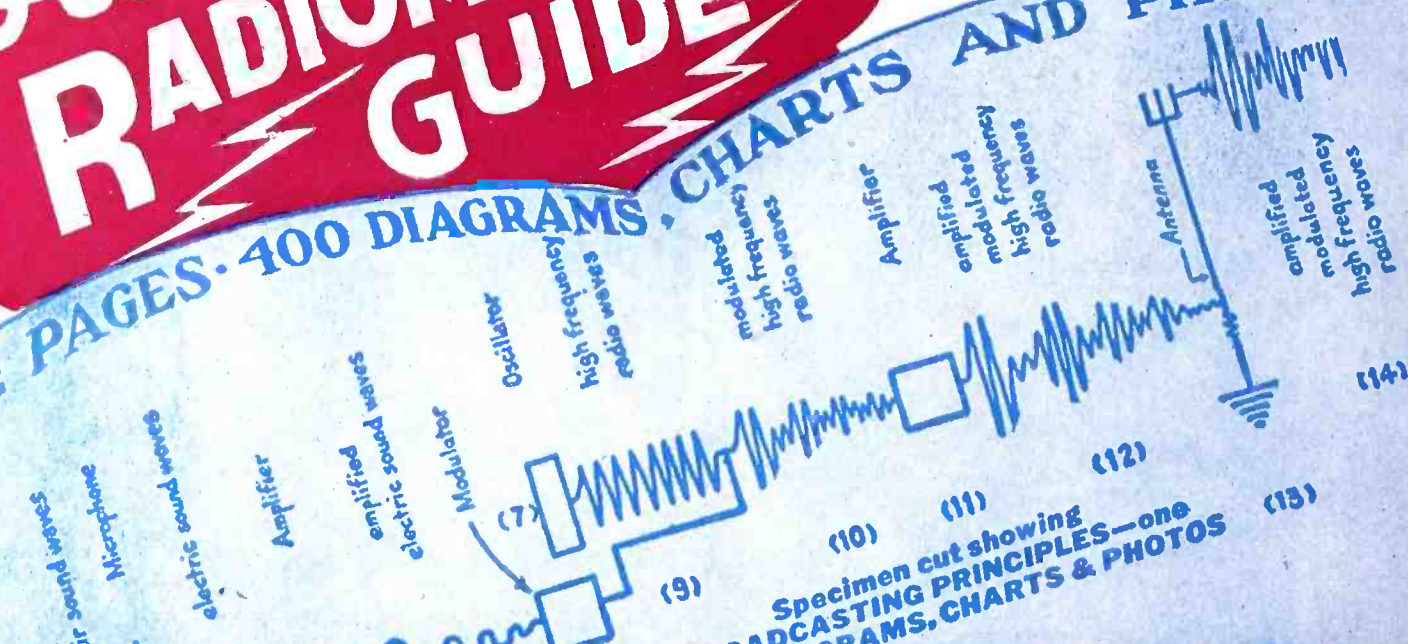 GUIDE
PAGES. 400 DIAGRAMS, CHARTS AND
sound waves
Microphone
electric sound waves
Amplifier
amplified
electric sound waves
Modulator
Oscillator
high frequency
radio waves
modulated
high frequency
radio waves
Amplifier
amplified
modulated
high frequency
radio waves
Antenna
amplified
modulated
high frequency
radio waves
(7)
(9)
(10)
(11)
(12)
(13)
(14)
Specimen cut showing
PRINCIPLES—one
CHARTS & PHOTOS